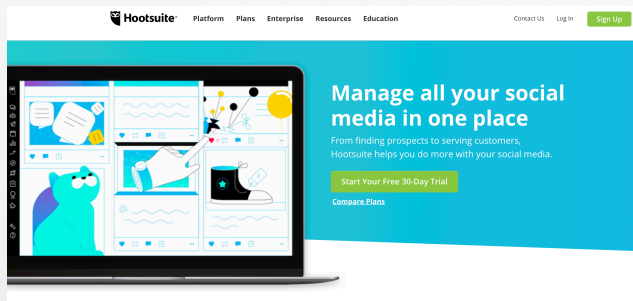 Hootsuite®
Platform Plans Enterprise Resources Education
Contact Us Log In Sign Up
Manage all your social
media in one place
From finding prospects to serving customers,
Hootsuite helps you do more with your social media.
Start Your Free 30-Day Trial
Compare Plans